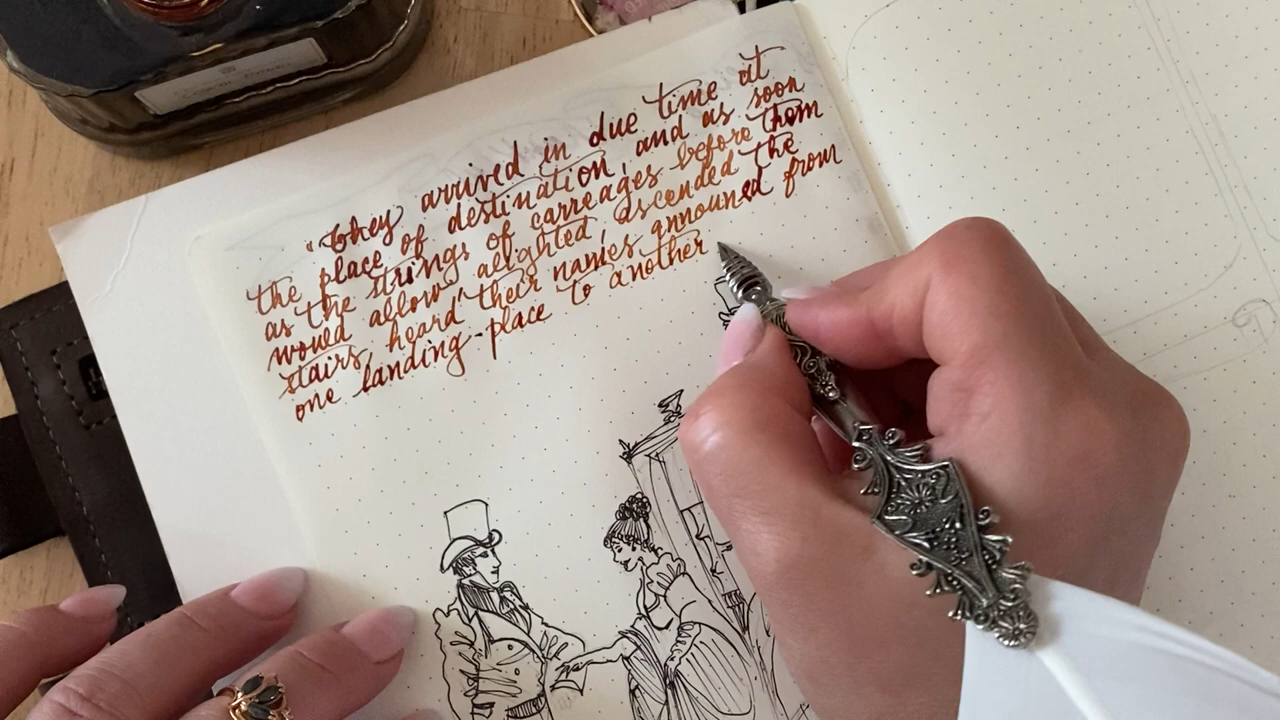 "They arrived in due time at
the place of destination, and as soon
as the strings of carreages before them
would allow, alighted, ascended the
stairs, heard their names announed from
one landing-place to another